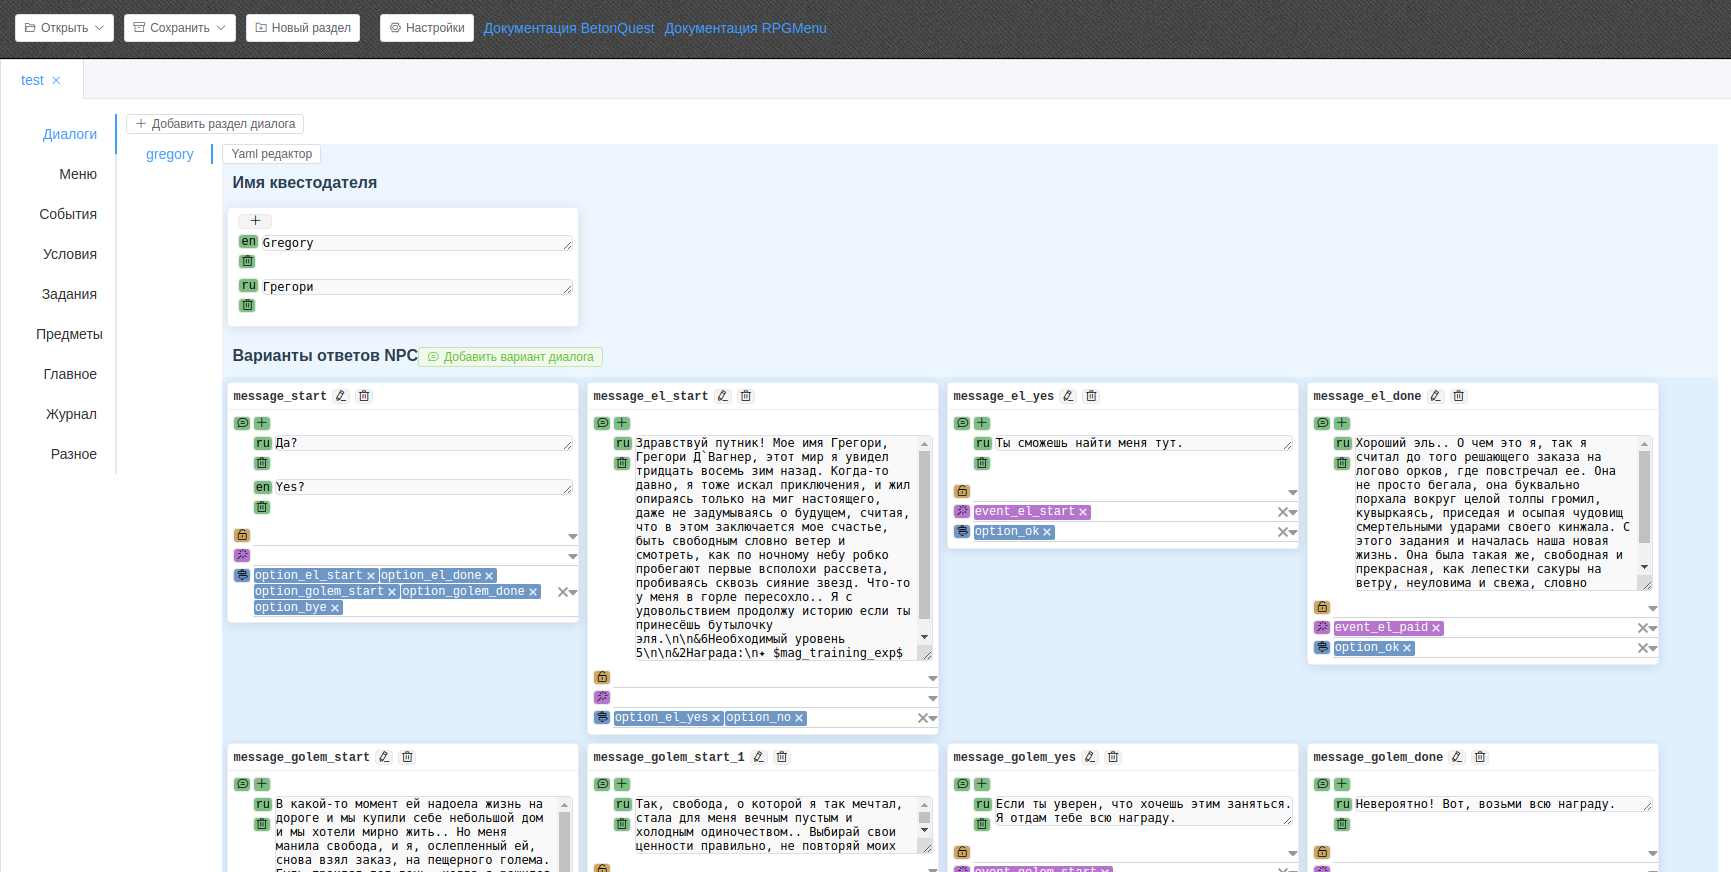 Открыть Сохранить Новый раздел Настройки Документация BetonQuest Документация RPGMenu
test
Диалоги
Меню
События
Условия
Задания
Предметы
Главное
Журнал
Разное
Добавить раздел диалога
gregory
Yaml редактор
Имя квестодателя
en Gregory
ru Грегори
Варианты ответов NPC Добавить вариант диалога
message_start
ru Да?
en Yes?
option_el_start option_el_done
option_golem_start option_golem_done
option_bye
message_el_start
ru Здравствуй путник! Мое имя Грегори,
Грегори Д`Вагнер, этот мир я увидел
тридцать восемь зим назад. Когда-то
давно, я тоже искал приключения, и жил
опираясь только на миг настоящего,
даже не задумываясь о будущем, считая,
что в этом заключается мое счастье,
быть свободным словно ветер и
смотреть, как по ночному небу робко
пробегают первые всполохи рассвета,
пробиваясь сквозь сияние звезд. Что-то
у меня в горле пересохло.. Я с
удовольствием продолжу историю если ты
принесёшь бутылочку
эля.\n\n&6Необходимый уровень
5\n\n&2Награда:\n✦ $mag_training_exp$
option_el_yes option_no
message_el_yes
ru Ты сможешь найти меня тут.
event_el_start
option_ok
message_el_done
ru Хороший эль.. О чем это я, так я
считал до того решающего заказа на
логово орков, где повстречал ее. Она
не просто бегала, она буквально
порхала вокруг целой толпы громил,
кувыркаясь, приседая и осыпая чудовищ
смертельными ударами своего кинжала. С
этого задания и началась наша новая
жизнь. Она была такая же, свободная и
прекрасная, как лепестки сакуры на
ветру, неуловима и свежа, словно
event_el_paid
option_ok
message_golem_start
ru В какой-то момент ей надоела жизнь на
дороге и мы купили себе небольшой дом
и мы хотели мирно жить.. Но меня
манила свобода, и я, ослепленный ей,
снова взял заказ, на пещерного голема.
message_golem_start_1
ru Так, свобода, о которой я так мечтал,
стала для меня вечным пустым и
холодным одиночеством.. Выбирай свои
ценности правильно, не повторяй моих
message_golem_yes
ru Если ты уверен, что хочешь этим заняться.
Я отдам тебе всю награду.
event_golem_start
message_golem_done
ru Невероятно! Вот, возьми всю награду.